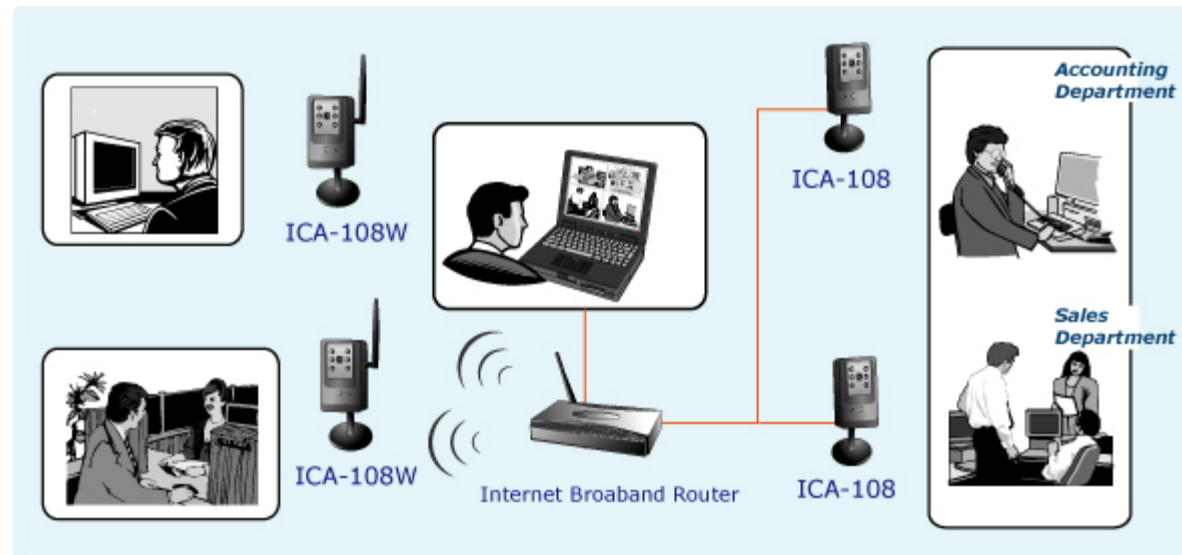 ICA-108W
ICA-108
Accounting
Department
ICA-108W
Internet Broaband Router
ICA-108
Sales
Department